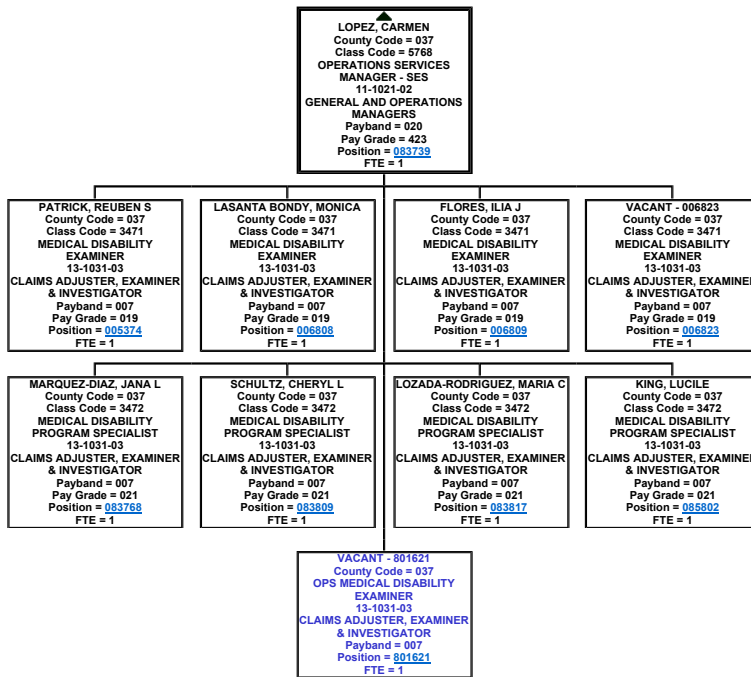 LOPEZ, CARMEN
County Code = 037
Class Code = 5768
OPERATIONS SERVICES
MANAGER - SES
11-1021-02
GENERAL AND OPERATIONS
MANAGERS
Payband = 020
Pay Grade = 423
Position = 083739
FTE = 1
PATRICK, REUBEN S
County Code = 037
Class Code = 3471
MEDICAL DISABILITY
EXAMINER
13-1031-03
CLAIMS ADJUSTER, EXAMINER
& INVESTIGATOR
Payband = 007
Pay Grade = 019
Position = 005374
FTE = 1
LASANTA BONDY, MONICA
County Code = 037
Class Code = 3471
MEDICAL DISABILITY
EXAMINER
13-1031-03
CLAIMS ADJUSTER, EXAMINER
& INVESTIGATOR
Payband = 007
Pay Grade = 019
Position = 006808
FTE = 1
FLORES, ILIA J
County Code = 037
Class Code = 3471
MEDICAL DISABILITY
EXAMINER
13-1031-03
CLAIMS ADJUSTER, EXAMINER
& INVESTIGATOR
Payband = 007
Pay Grade = 019
Position = 006809
FTE = 1
VACANT - 006823
County Code = 037
Class Code = 3471
MEDICAL DISABILITY
EXAMINER
13-1031-03
CLAIMS ADJUSTER, EXAMINER
& INVESTIGATOR
Payband = 007
Pay Grade = 019
Position = 006823
FTE = 1
MARQUEZ-DIAZ, JANA L
County Code = 037
Class Code = 3472
MEDICAL DISABILITY
PROGRAM SPECIALIST
13-1031-03
CLAIMS ADJUSTER, EXAMINER
& INVESTIGATOR
Payband = 007
Pay Grade = 021
Position = 083768
FTE = 1
SCHULTZ, CHERYL L
County Code = 037
Class Code = 3472
MEDICAL DISABILITY
PROGRAM SPECIALIST
13-1031-03
CLAIMS ADJUSTER, EXAMINER
& INVESTIGATOR
Payband = 007
Pay Grade = 021
Position = 083809
FTE = 1
LOZADA-RODRIGUEZ, MARIA C
County Code = 037
Class Code = 3472
MEDICAL DISABILITY
PROGRAM SPECIALIST
13-1031-03
CLAIMS ADJUSTER, EXAMINER
& INVESTIGATOR
Payband = 007
Pay Grade = 021
Position = 083817
FTE = 1
KING, LUCILE
County Code = 037
Class Code = 3472
MEDICAL DISABILITY
PROGRAM SPECIALIST
13-1031-03
CLAIMS ADJUSTER, EXAMINER
& INVESTIGATOR
Payband = 007
Pay Grade = 021
Position = 085802
FTE = 1
VACANT - 801621
County Code = 037
OPS MEDICAL DISABILITY
EXAMINER
13-1031-03
CLAIMS ADJUSTER, EXAMINER
& INVESTIGATOR
Payband = 007
Position = 801621
FTE = 1